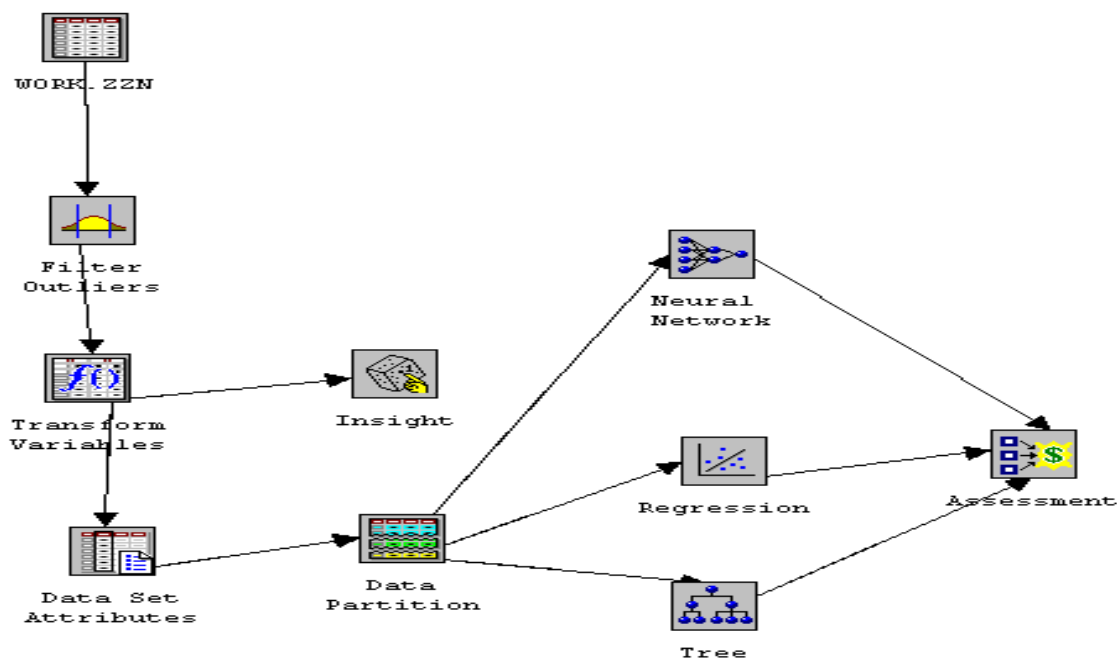 WORK.ZZN
Filter
Outliers
Transform
Variables
Insight
Data Set
Attributes
Data
Partition
Neural
Network
Regression
Tree
Assessment